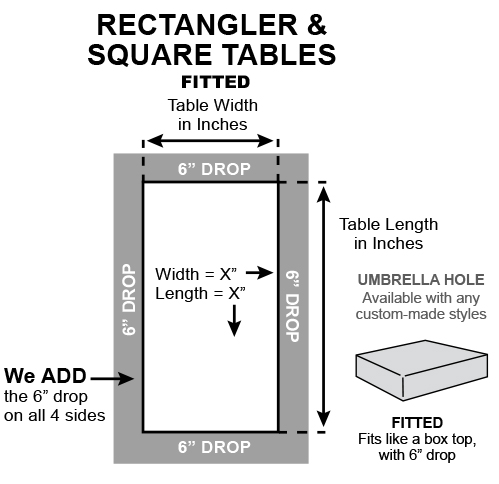 RECTANGLER &
SQUARE TABLES
FITTED
Table Width
in Inches
6” DROP
Table Length
in Inches
Width = X”
Length = X”
6” DROP
6” DROP
UMBRELLA HOLE
Available with any
custom-made styles
We ADD
the 6” drop
on all 4 sides
FITTED
Fits like a box top,
with 6” drop
6” DROP